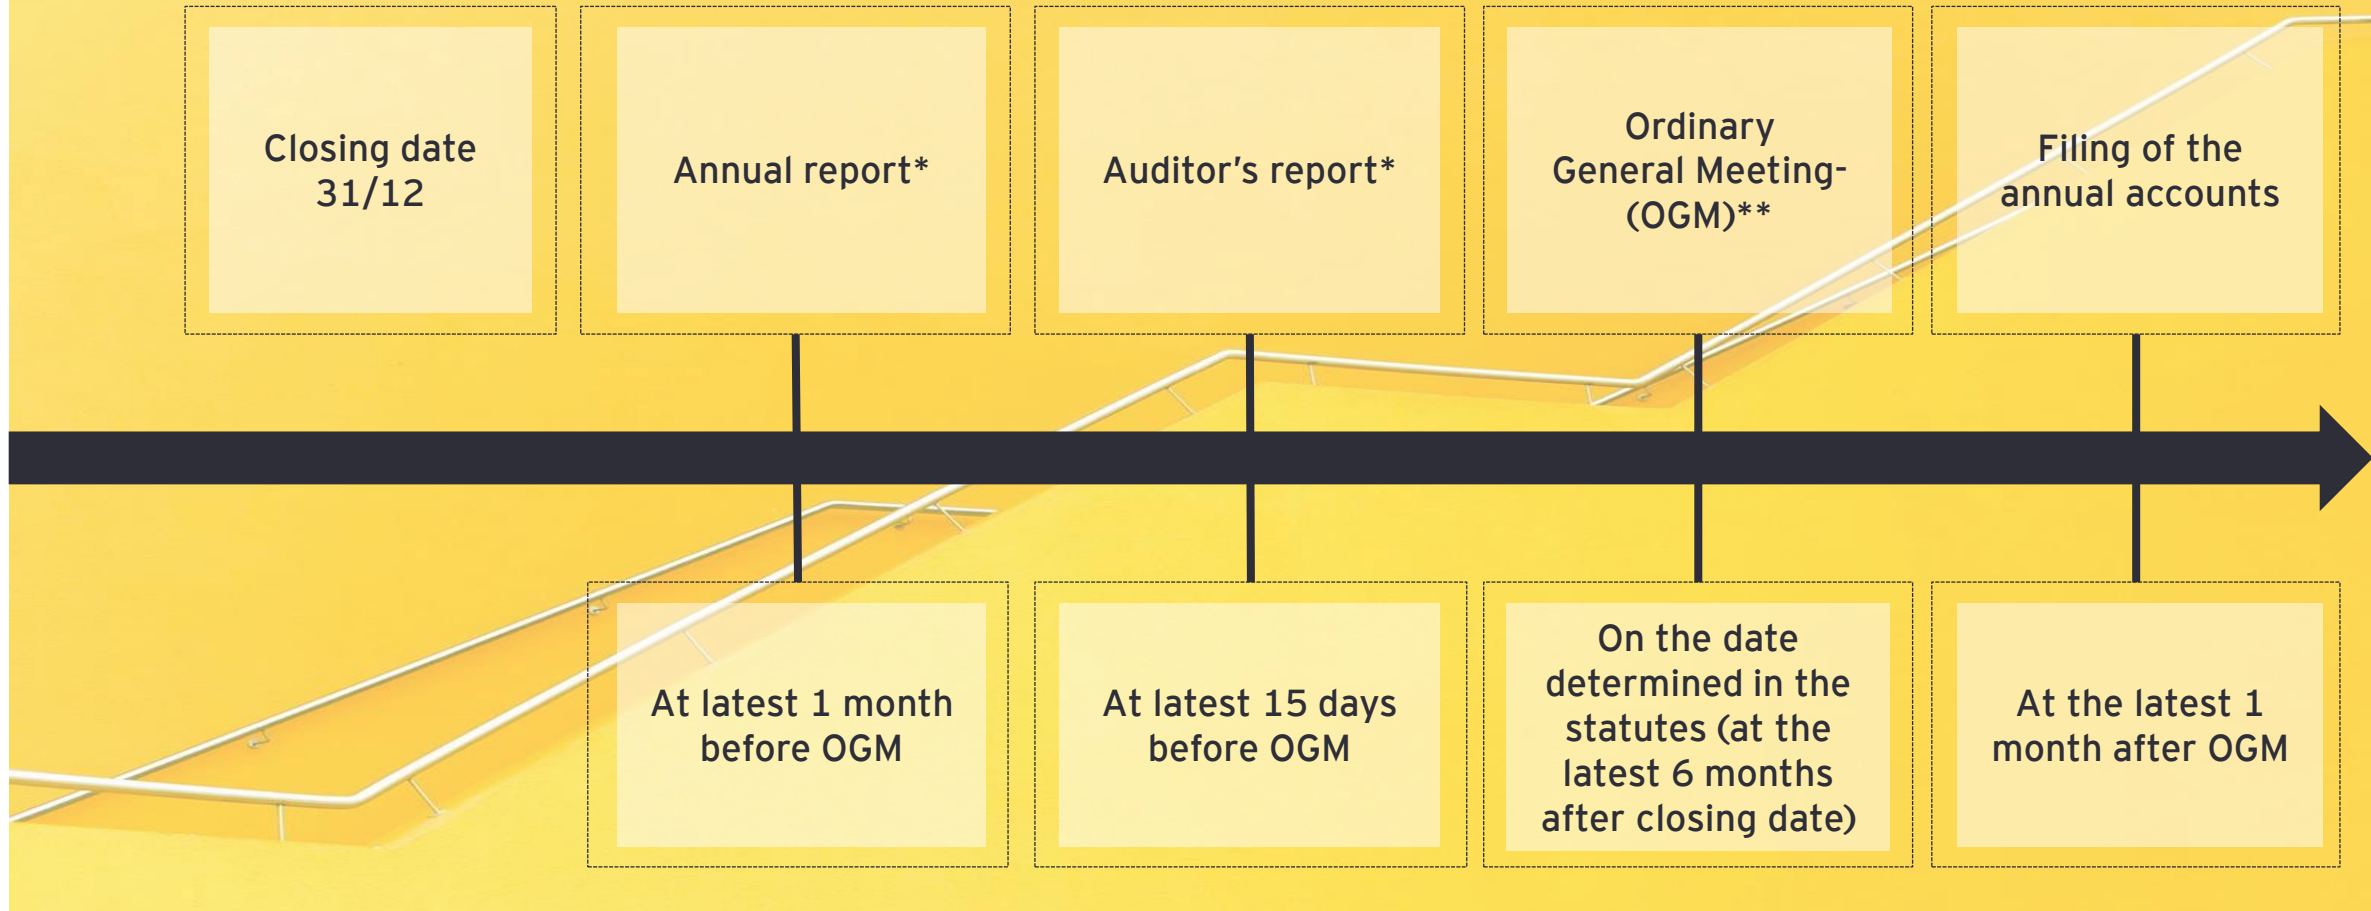 Closing date
31/12
Annual report*
Auditor's report*
Ordinary
General Meeting-
(OGM)**
Filing of the
annual accounts
At latest 1 month
before OGM
At latest 15 days
before OGM
On the date
determined in the
statutes (at the
latest 6 months
after closing date)
At the latest 1
month after OGM